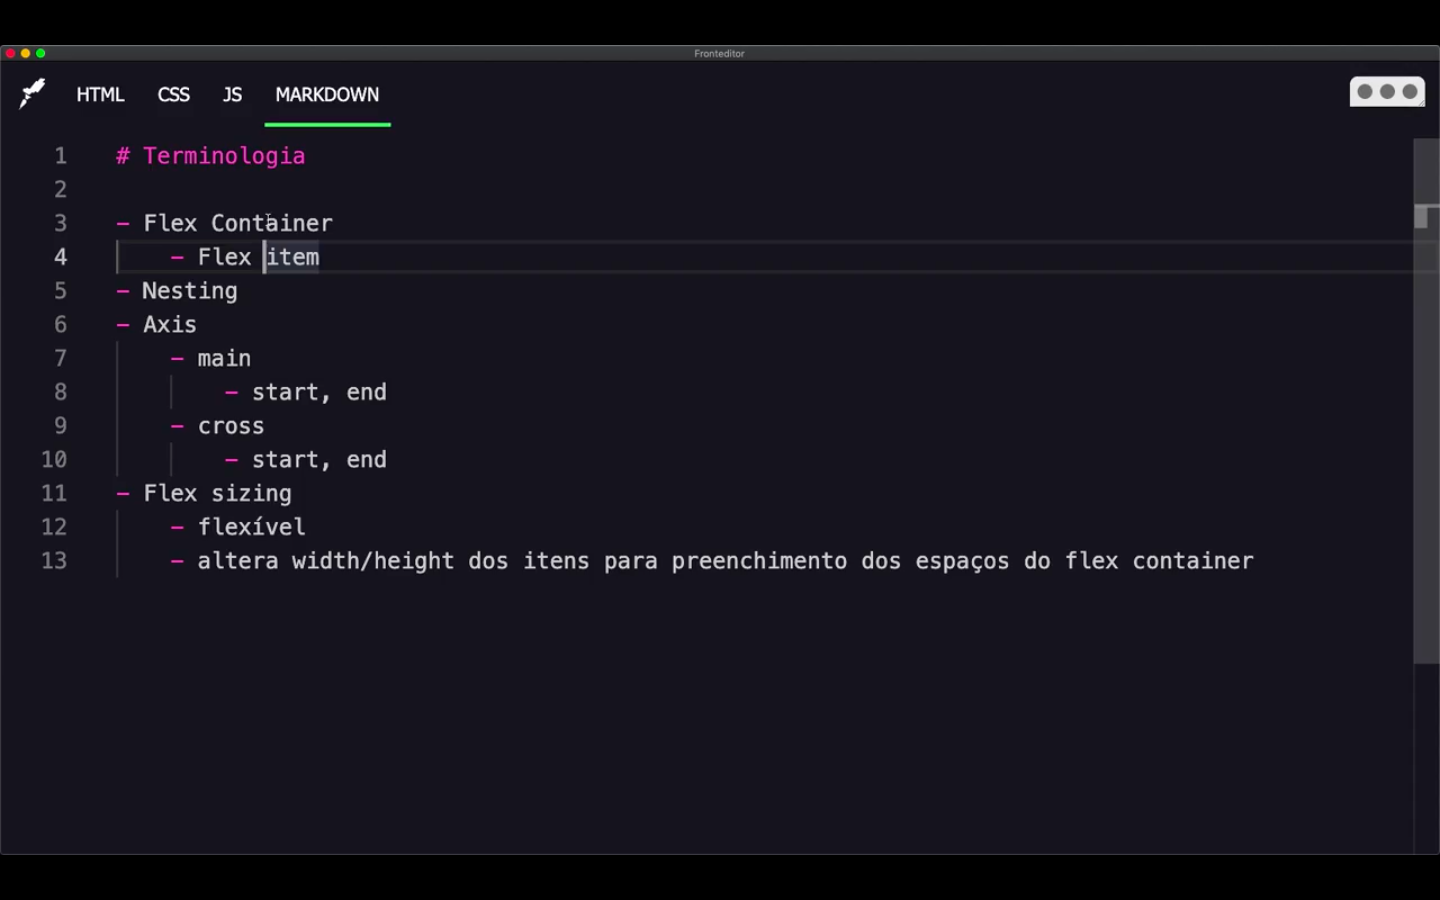 Fronteditor
HTML CSS JS MARKDOWN
1 # Terminologia
2
3 - Flex Container
4 - Flex item
5 - Nesting
6 - Axis
7 - main
8 - start, end
9 - cross
10 - start, end
11 - Flex sizing
12 - flexível
13 - altera width/height dos itens para preenchimento dos espaços do flex container